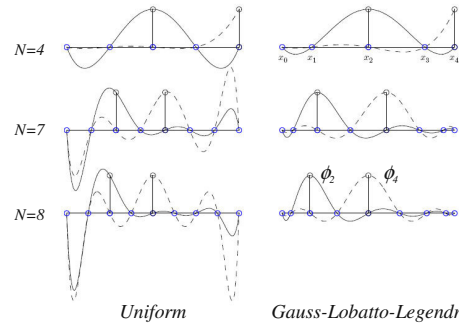 N=4
x₀ x₁ x₂ x₃ x₄
N=7
N=8
ϕ₂ ϕ₄
Uniform Gauss-Lobatto-Legendr